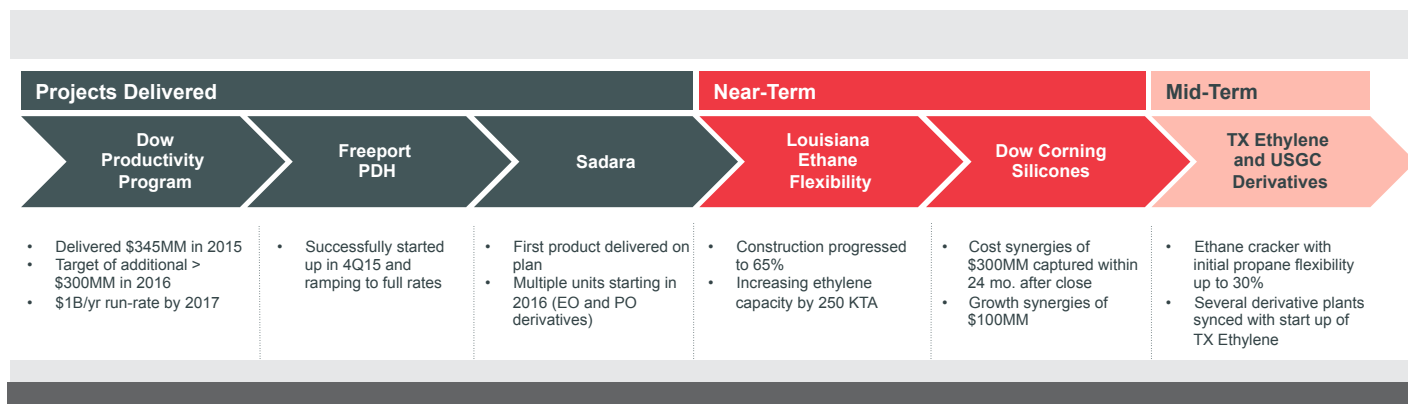 Projects Delivered
Near-Term
Mid-Term
Dow
Productivity
Program
Freeport
PDH
Sadara
Louisiana
Ethane
Flexibility
Dow Corning
Silicones
TX Ethylene
and USGC
Derivatives
• Delivered $345MM in 2015
• Target of additional >
$300MM in 2016
• $1B/yr run-rate by 2017
• Successfully started
up in 4Q15 and
ramping to full rates
• First product delivered on
plan
• Multiple units starting in
2016 (EO and PO
derivatives)
• Construction progressed
to 65%
• Increasing ethylene
capacity by 250 KTA
• Cost synergies of
$300MM captured within
24 mo. after close
• Growth synergies of
$100MM
• Ethane cracker with
initial propane flexibility
up to 30%
• Several derivative plants
synced with start up of
TX Ethylene